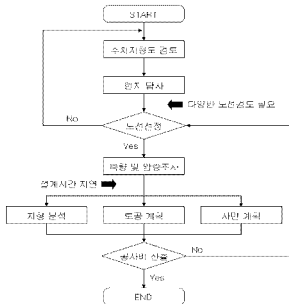 START
수치지형도 검토
현지 답사
다양한 노선검토 필요
노선선정
No
Yes
측량 및 암층조사
설계시간 지연
지형 분석
토공 계획
사면 계획
공사비 산출
No
Yes
END